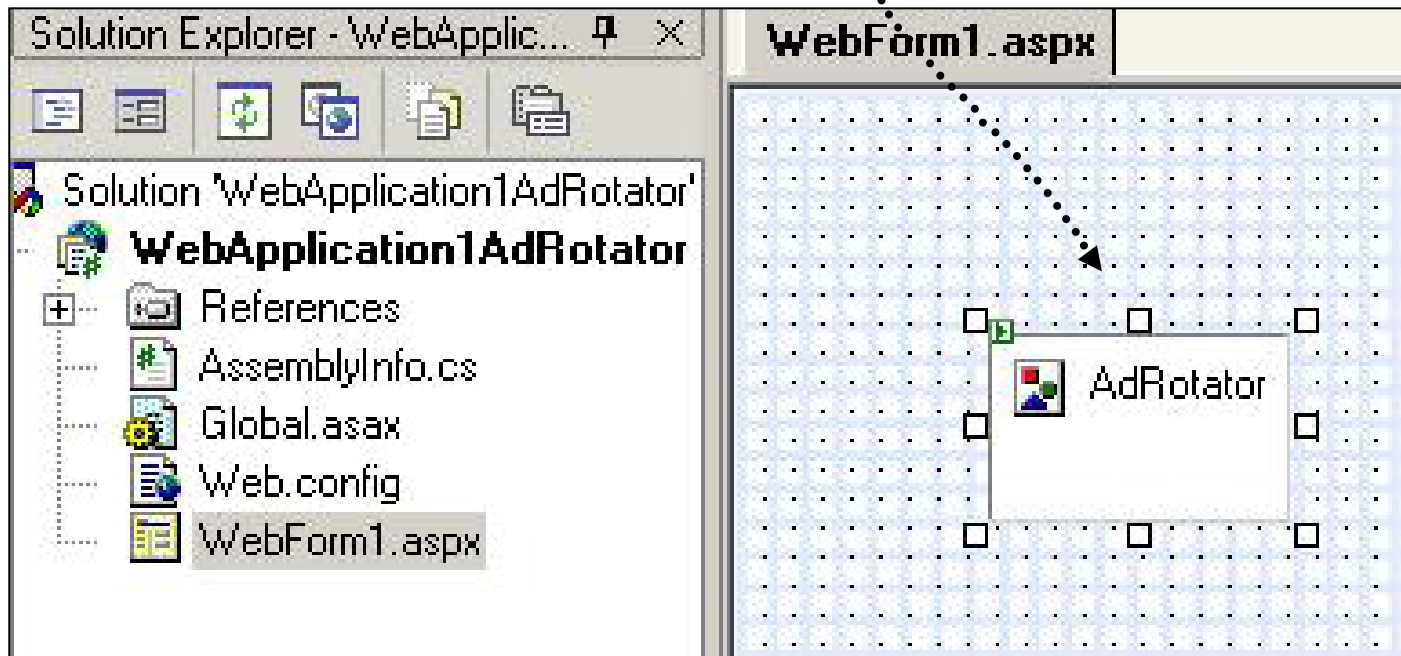 Solution Explorer - WebApplic...
WebForm1.aspx
Solution 'WebApplication1AdRotator'
WebApplication1AdRotator
References
AssemblyInfo.cs
Global.asax
Web.config
WebForm1.aspx
AdRotator